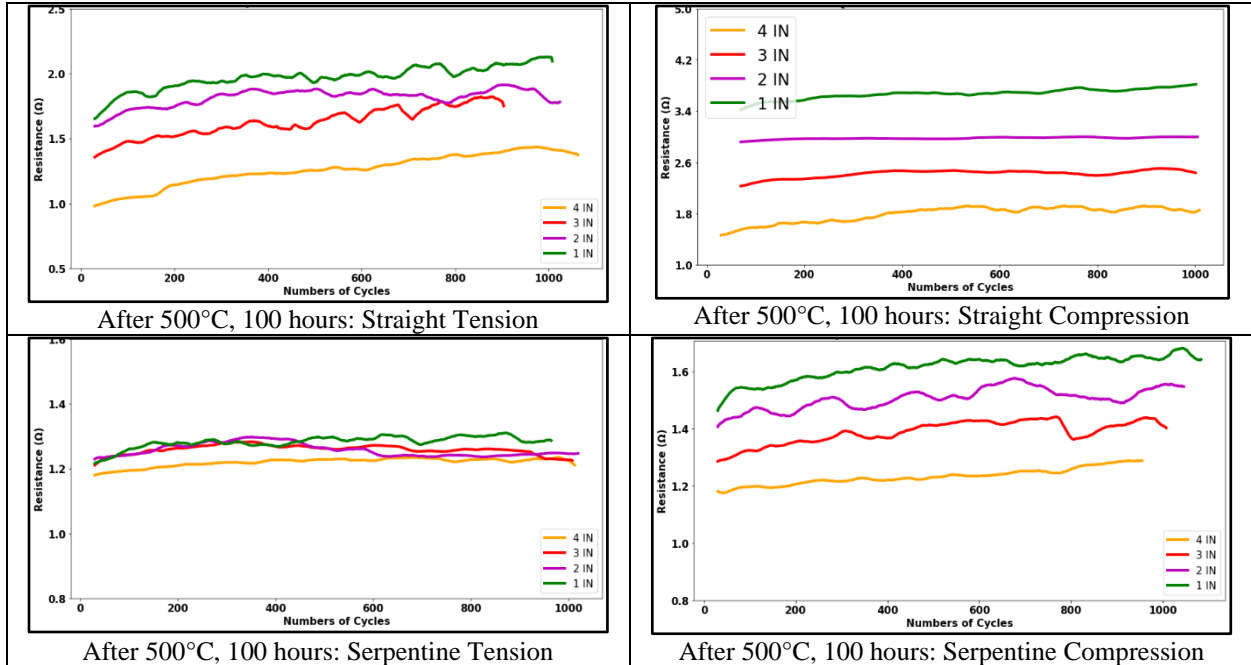 2.5
2.0
1.5
1.0
0.5
Resistance (Ω)
0 200 400 600 800 1000
Numbers of Cycles
4 IN
3 IN
2 IN
1 IN
After 500°C, 100 hours: Straight Tension
5.0
4.2
3.4
2.6
1.8
1.0
Resistance (Ω)
0 200 400 600 800 1000
Numbers of Cycles
4 IN
3 IN
2 IN
1 IN
After 500°C, 100 hours: Straight Compression
1.6
1.4
1.2
1.0
0.8
Resistance (Ω)
0 200 400 600 800 1000
Numbers of Cycles
4 IN
3 IN
2 IN
1 IN
After 500°C, 100 hours: Serpentine Tension
1.6
1.4
1.2
1.0
0.8
Resistance (Ω)
0 200 400 600 800 1000
Numbers of Cycles
4 IN
3 IN
2 IN
1 IN
After 500°C, 100 hours: Serpentine Compression